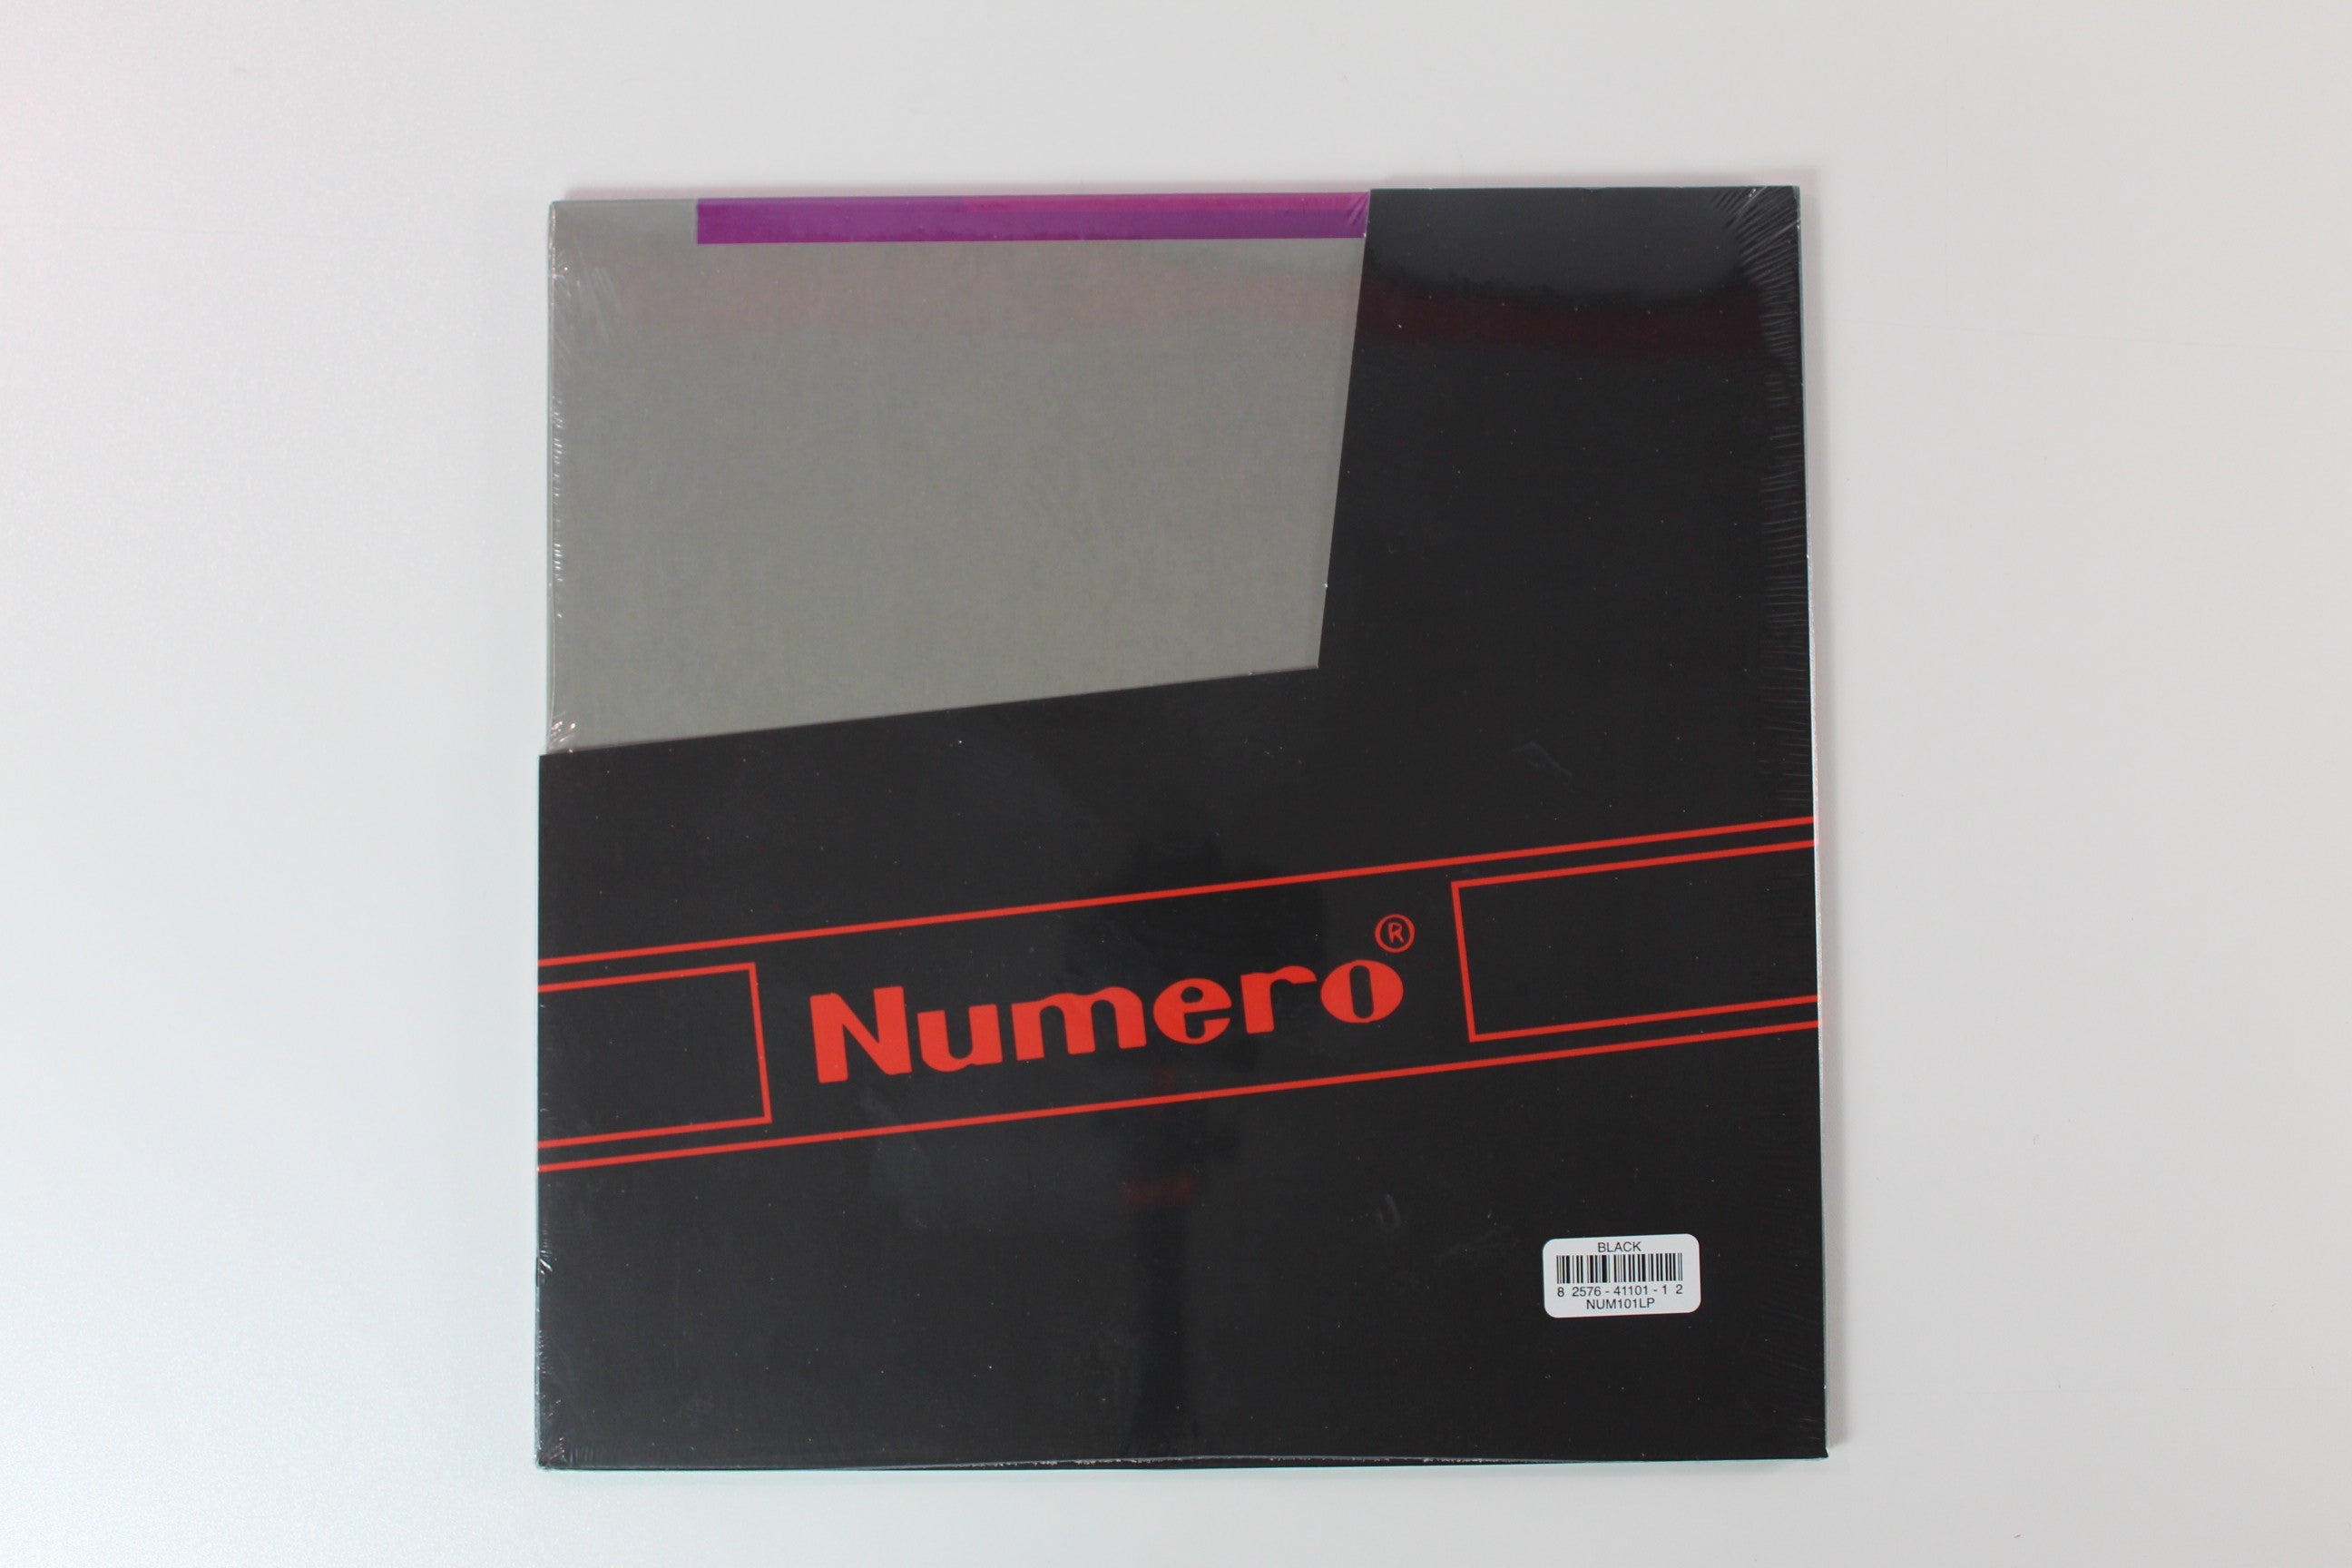 Numero®
BLACK
8 2576 - 41101 - 1 2
NUM101LP